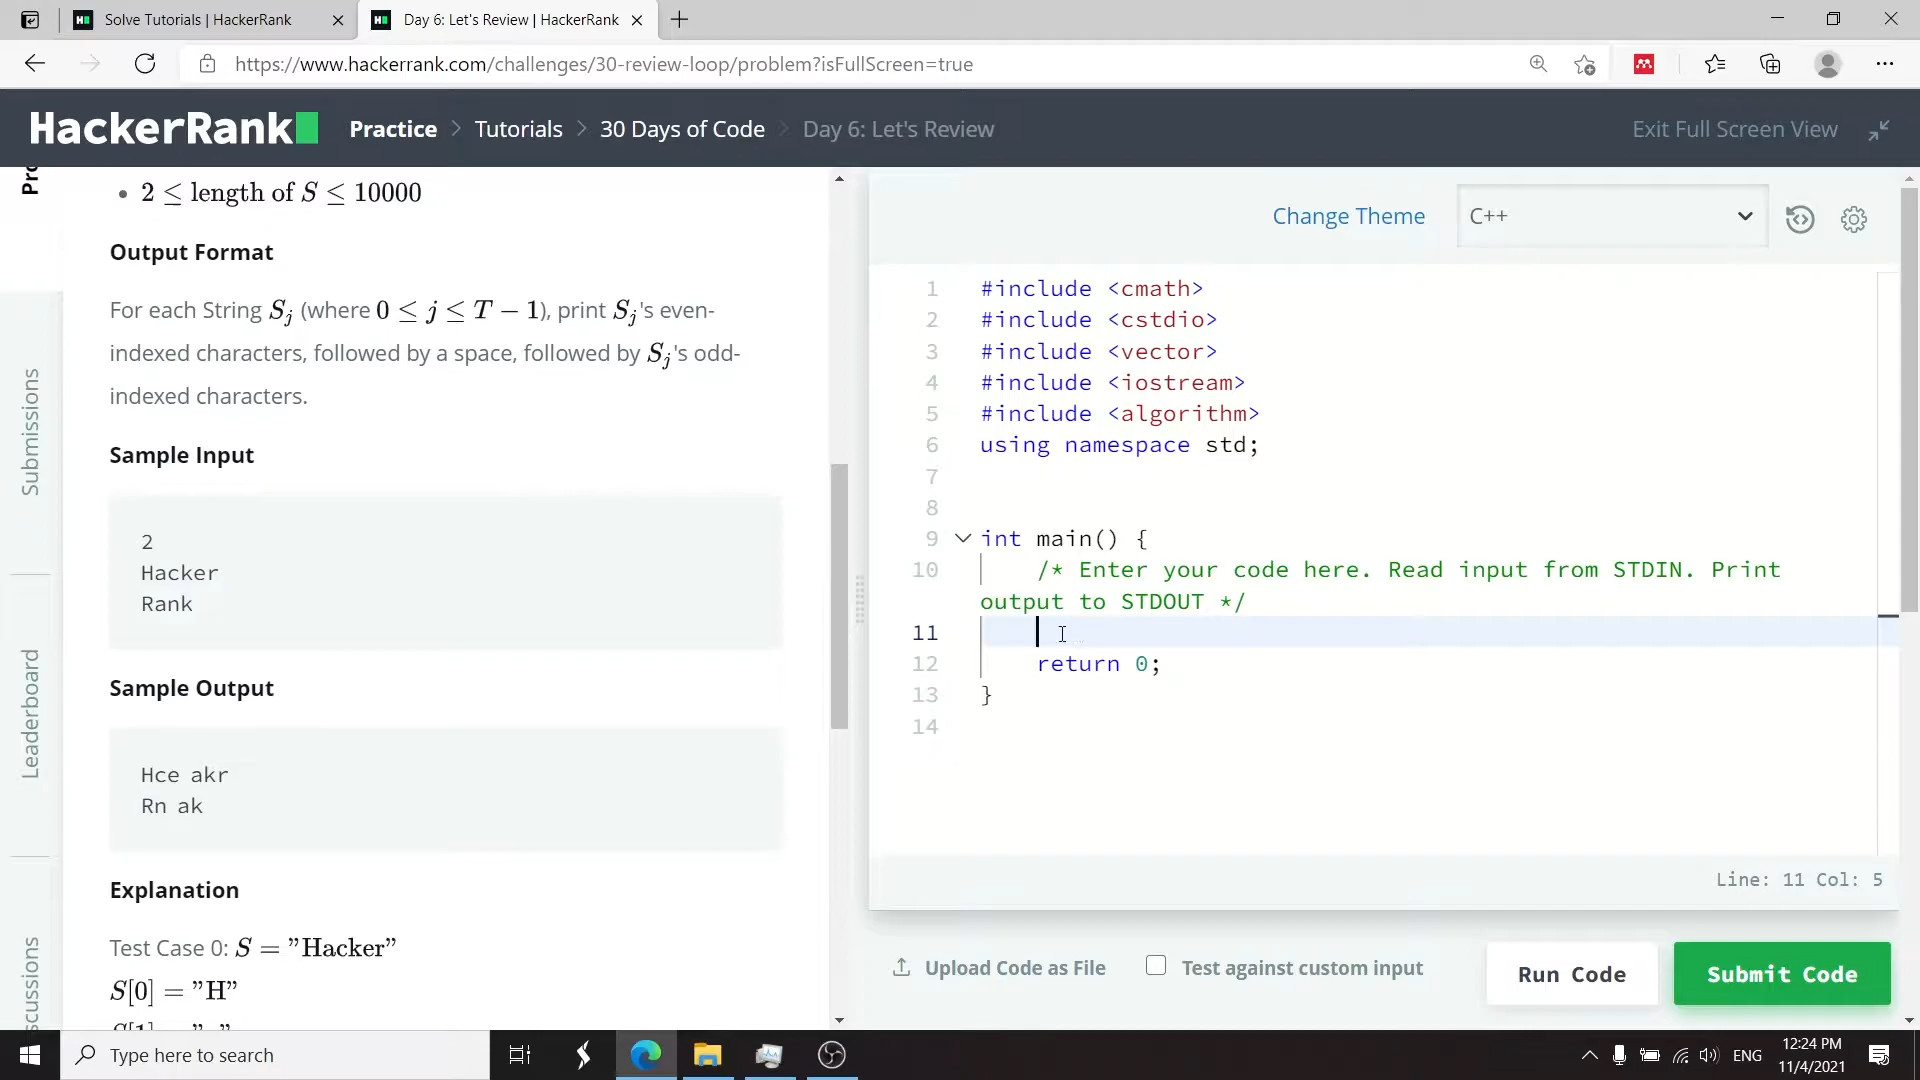 Solve Tutorials | HackerRank
Day 6: Let's Review | HackerRank
https://www.hackerrank.com/challenges/30-review-loop/problem?isFullScreen=true
HackerRank
Practice > Tutorials > 30 Days of Code > Day 6: Let's Review
Exit Full Screen View
Pro
Submissions
Leaderboard
scussions
• 2 ≤ length of S ≤ 10000
Output Format
For each String Sj (where 0 ≤ j ≤ T − 1), print Sj's even-
indexed characters, followed by a space, followed by Sj's odd-
indexed characters.
Sample Input
2
Hacker
Rank
Sample Output
Hce akr
Rn ak
Explanation
Test Case 0: S = "Hacker"
S[0] = "H"
Change Theme
C++
1 #include <cmath>
2 #include <cstdio>
3 #include <vector>
4 #include <iostream>
5 #include <algorithm>
6 using namespace std;
7
8
9 int main() {
10 /* Enter your code here. Read input from STDIN. Print
output to STDOUT */
11
12 return 0;
13 }
14
Line: 11 Col: 5
Upload Code as File
Test against custom input
Run Code
Submit Code
Type here to search
ENG
12:24 PM
11/4/2021